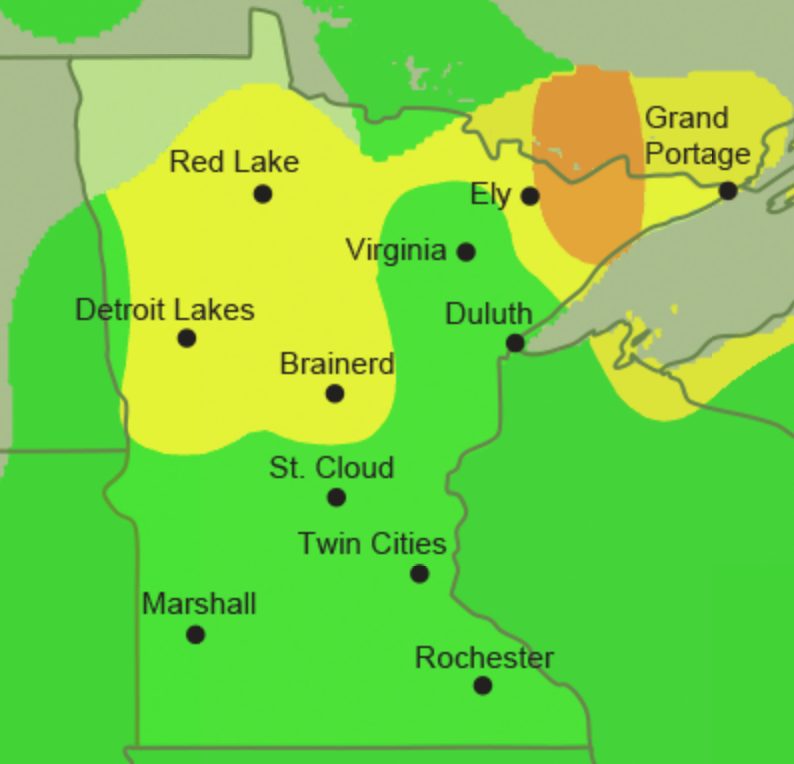 Grand
Portage
Red Lake
Ely
Virginia
Detroit Lakes
Duluth
Brainerd
St. Cloud
Twin Cities
Marshall
Rochester